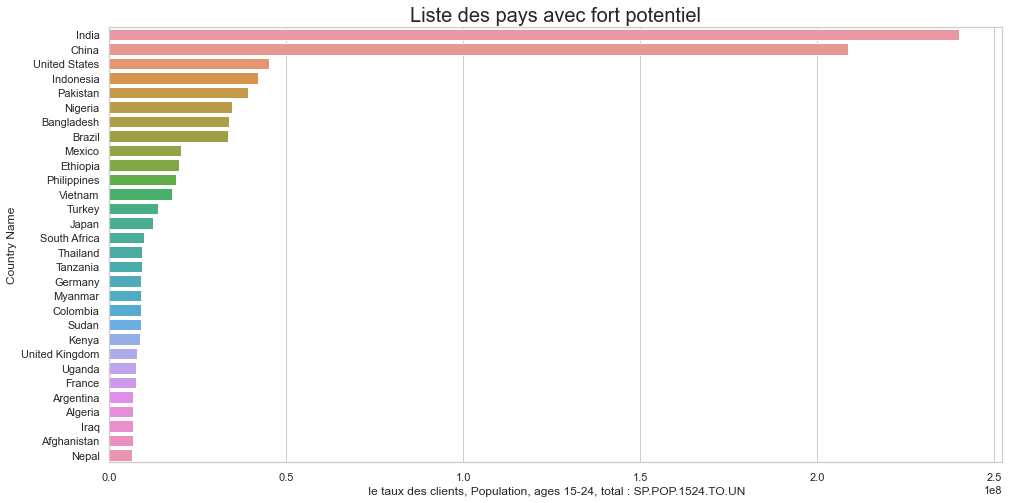 Liste des pays avec fort potentiel
Country Name
India
China
United States
Indonesia
Pakistan
Nigeria
Bangladesh
Brazil
Mexico
Ethiopia
Philippines
Vietnam
Turkey
Japan
South Africa
Thailand
Tanzania
Germany
Myanmar
Colombia
Sudan
Kenya
United Kingdom
Uganda
France
Argentina
Algeria
Iraq
Afghanistan
Nepal
0.0 0.5 1.0 1.5 2.0 2.5
1e8
le taux des clients, Population, ages 15-24, total : SP.POP.1524.TO.UN